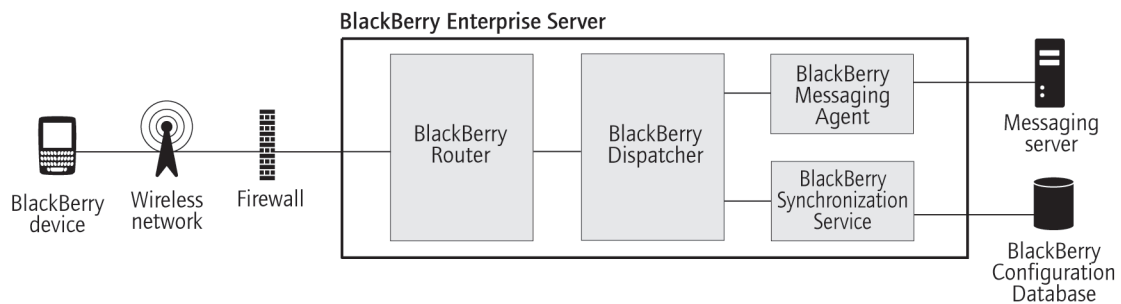 BlackBerry Enterprise Server
BlackBerry
device
Wireless
network
Firewall
BlackBerry
Router
BlackBerry
Dispatcher
BlackBerry
Messaging
Agent
BlackBerry
Synchronization
Service
Messaging
server
BlackBerry
Configuration
Database